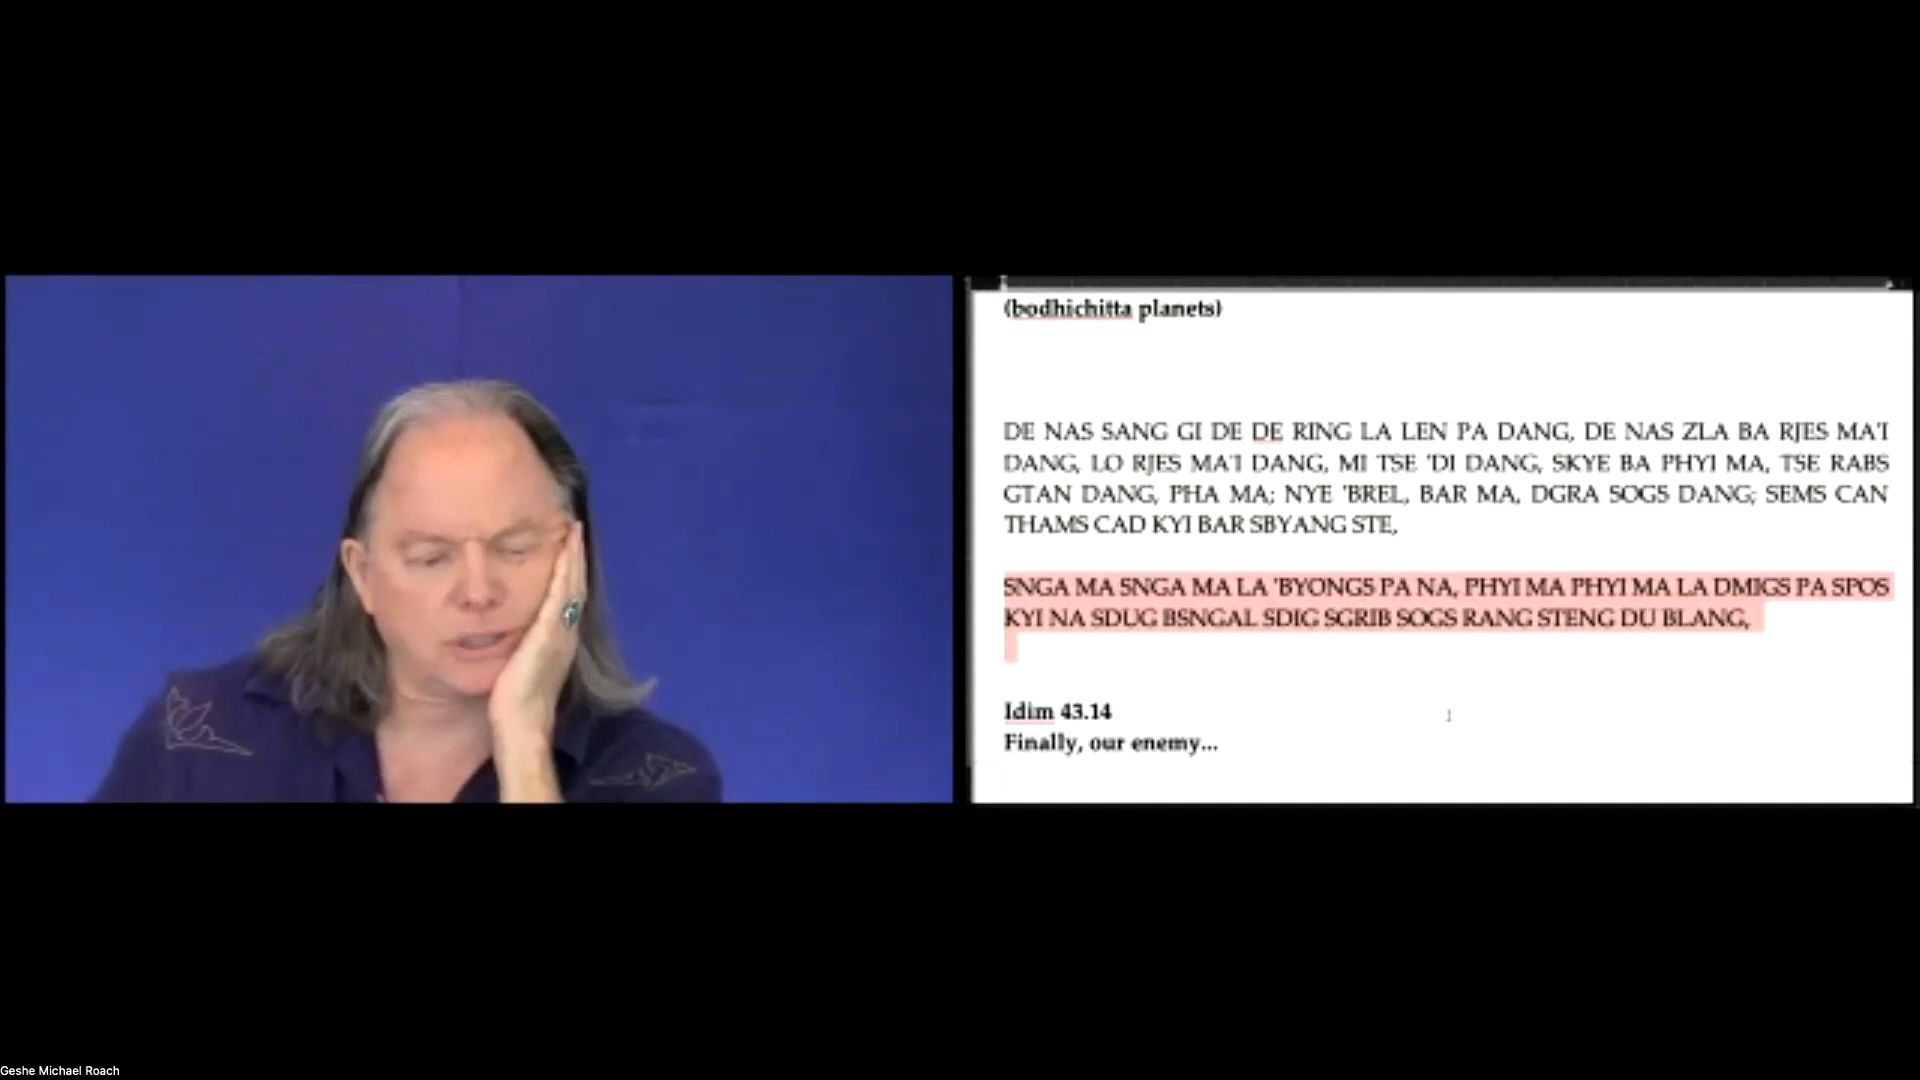 (bodhichitta planets)
DE NAS SANG GI DE DE RING LA LEN PA DANG, DE NAS ZLA BA RJES MA'I
DANG, LO RJES MA'I DANG, MI TSE 'DI DANG, SKYE BA PHYI MA, TSE RABS
GTAN DANG, PHA MA; NYE 'BREL, BAR MA, DGRA SOGS DANG; SEMS CAN
THAMS CAD KYI BAR SBYANG STE,
SNGA MA SNGA MA LA 'BYONGS PA NA, PHYI MA PHYI MA LA DMIGS PA SPOS
KYI NA SDUG BSNGAL SDIG SGRIB SOGS RANG STENG DU BLANG,
Idim 43.14
Finally, our enemy...
Geshe Michael Roach